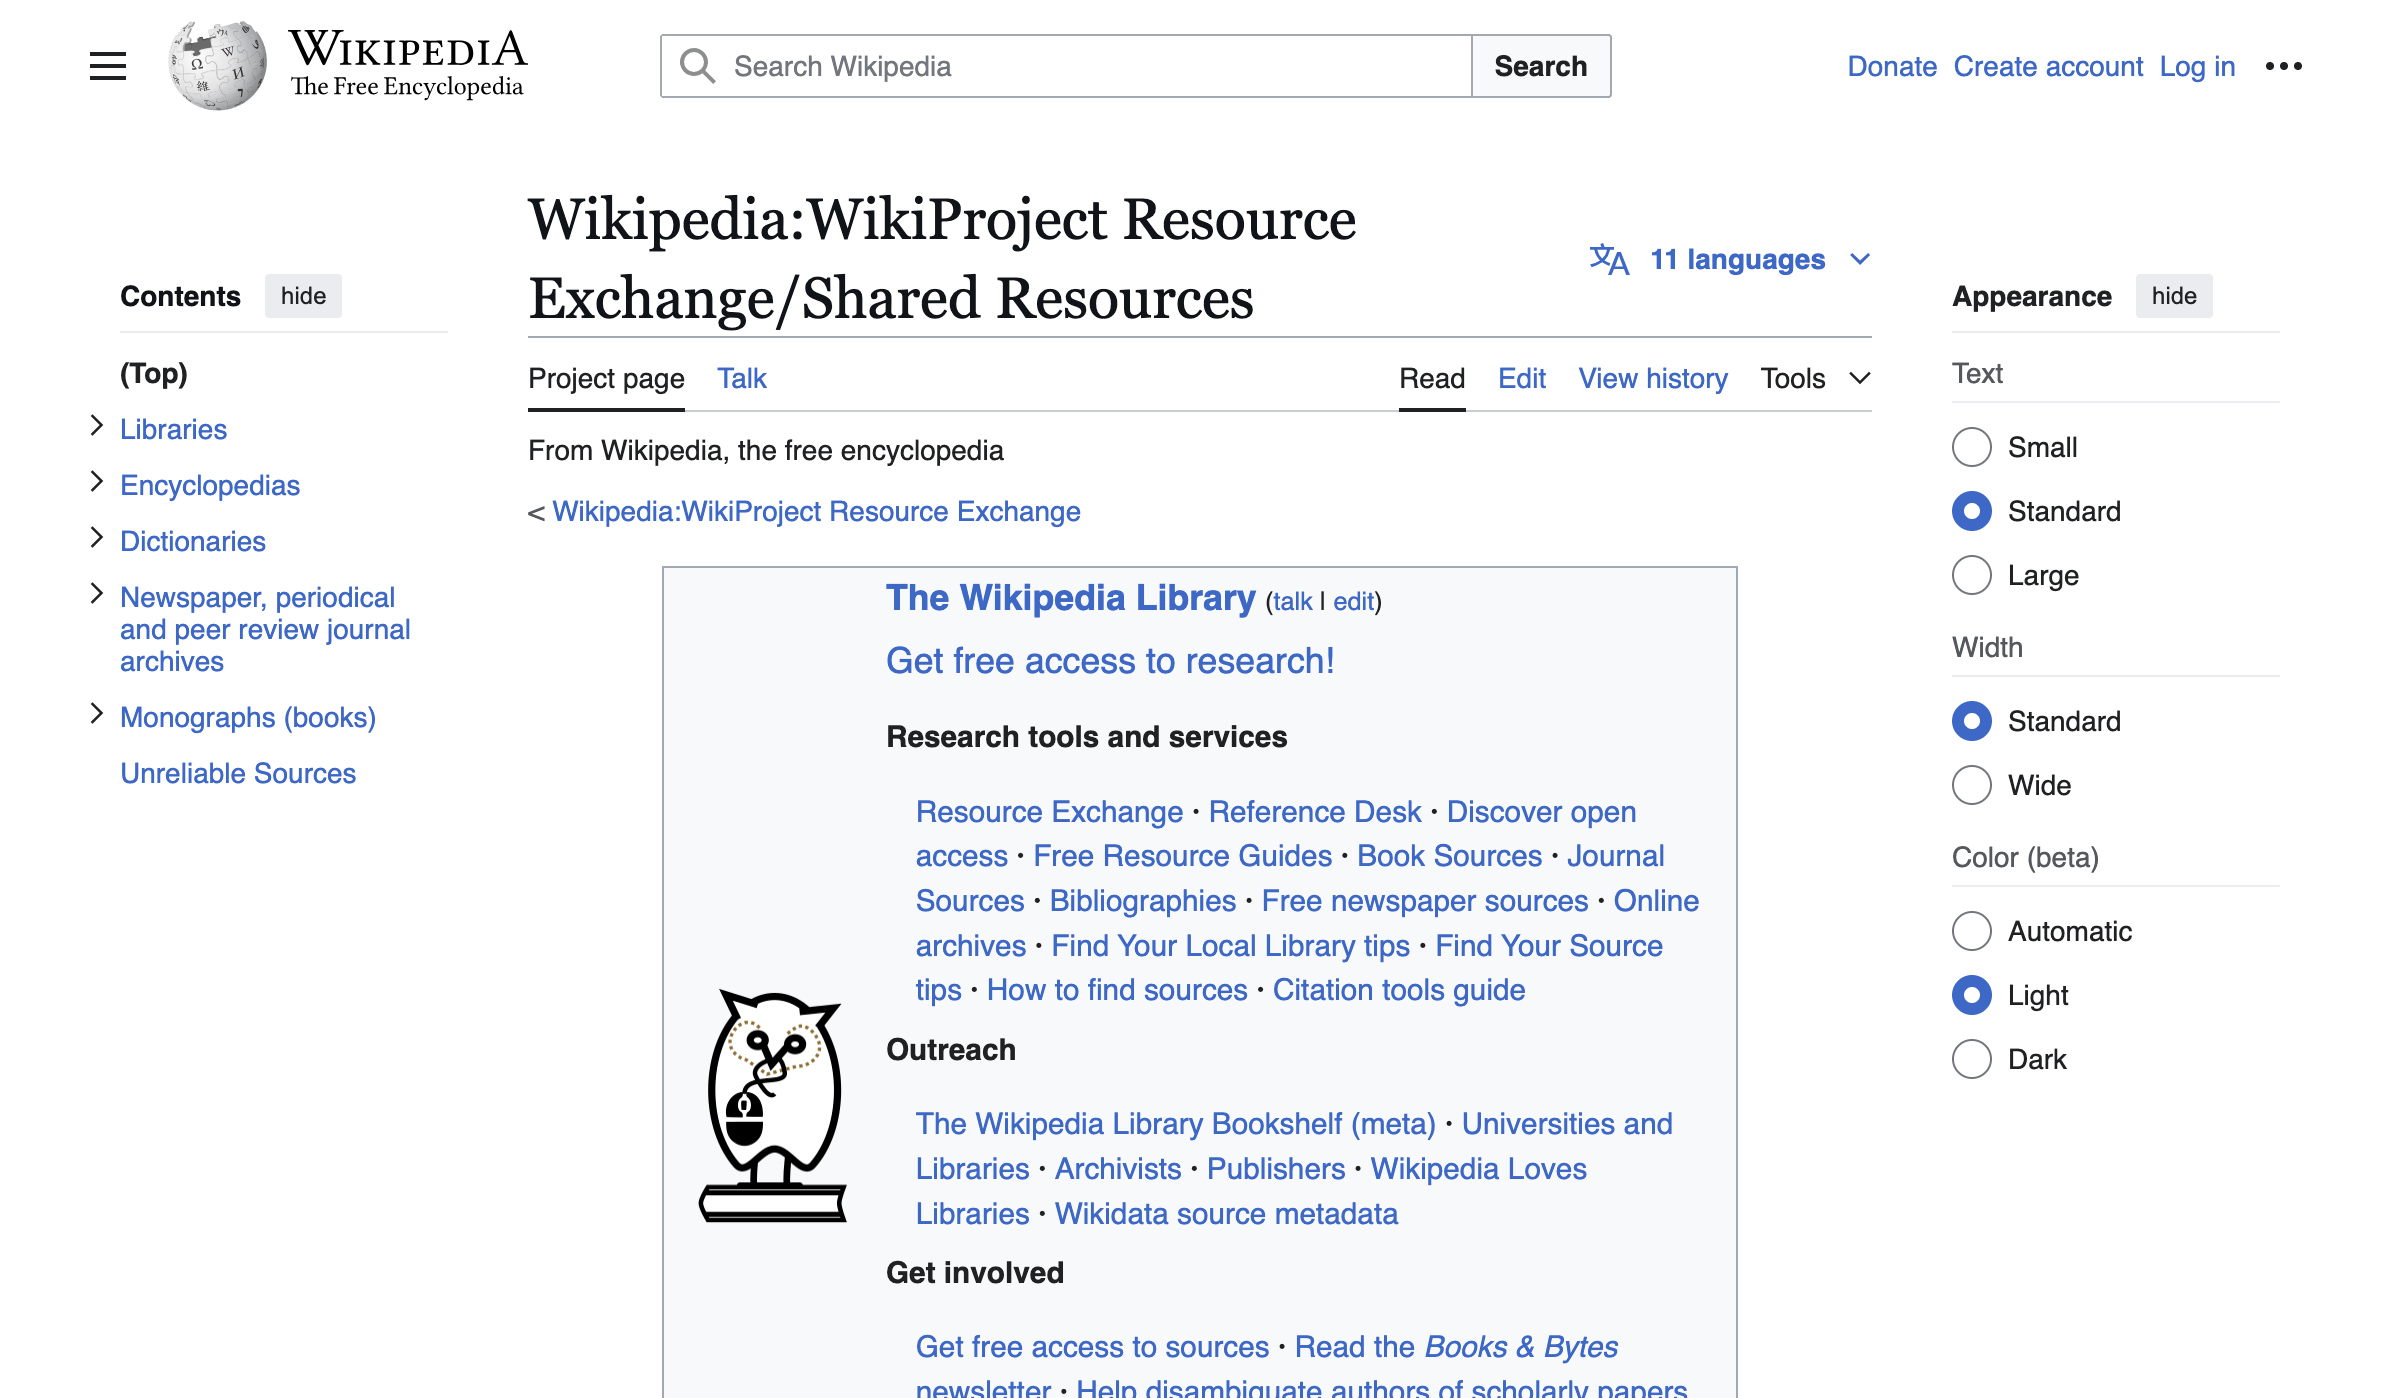 WIKIPEDIA
The Free Encyclopedia
Search Wikipedia
Search
Donate Create account Log in
Contents hide
(Top)
Libraries
Encyclopedias
Dictionaries
Newspaper, periodical
and peer review journal
archives
Monographs (books)
Unreliable Sources
Wikipedia:WikiProject Resource
Exchange/Shared Resources
11 languages
Project page Talk
Read Edit View history Tools
From Wikipedia, the free encyclopedia
< Wikipedia:WikiProject Resource Exchange
The Wikipedia Library (talk | edit)
Get free access to research!
Research tools and services
Resource Exchange · Reference Desk · Discover open
access · Free Resource Guides · Book Sources · Journal
Sources · Bibliographies · Free newspaper sources · Online
archives · Find Your Local Library tips · Find Your Source
tips · How to find sources · Citation tools guide
Outreach
The Wikipedia Library Bookshelf (meta) · Universities and
Libraries · Archivists · Publishers · Wikipedia Loves
Libraries · Wikidata source metadata
Get involved
Get free access to sources · Read the Books & Bytes
newsletter · Help disambiguate authors of scholarly papers
Appearance hide
Text
Small
Standard
Large
Width
Standard
Wide
Color (beta)
Automatic
Light
Dark